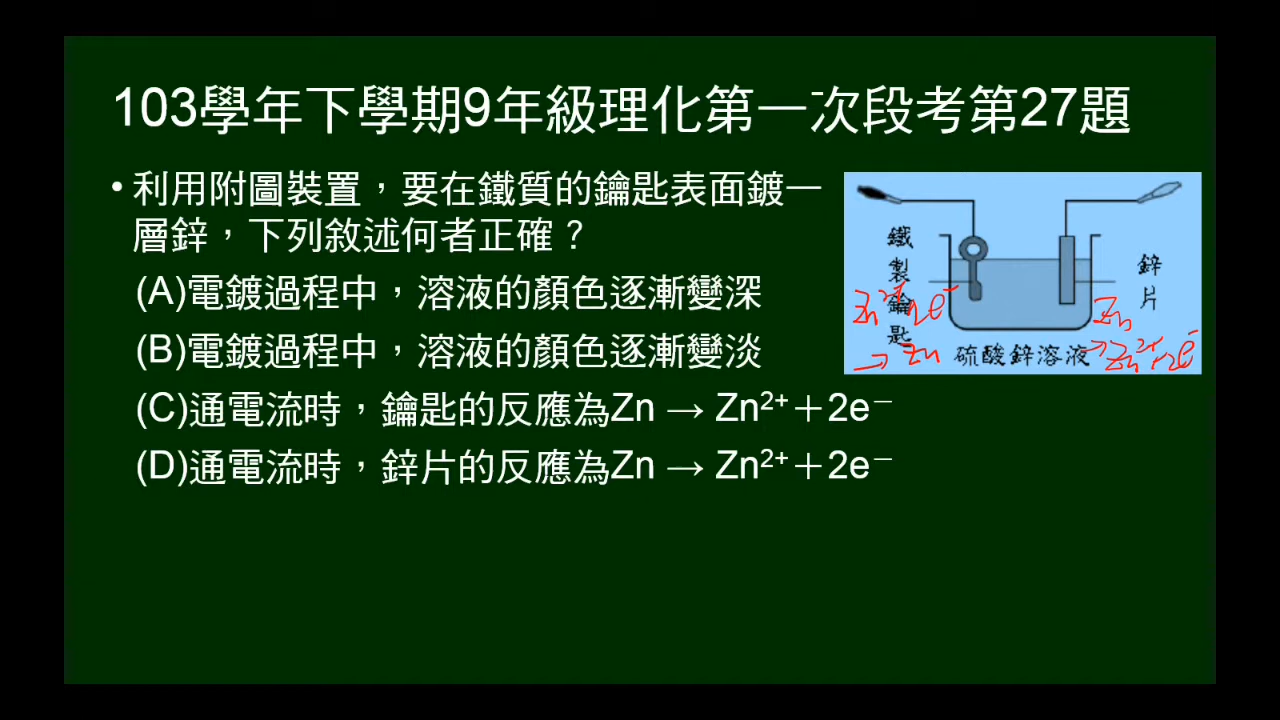 103學年下學期9年級理化第一次段考第27題
• 利用附圖裝置，要在鐵質的鑰匙表面鍍一
層鋅，下列敘述何者正確？
(A)電鍍過程中，溶液的顏色逐漸變深
(B)電鍍過程中，溶液的顏色逐漸變淡
(C)通電流時，鑰匙的反應為Zn → Zn²⁺＋2e⁻
(D)通電流時，鋅片的反應為Zn → Zn²⁺＋2e⁻
鐵製鑰匙
鋅片
硫酸鋅溶液
Zn²⁺+2e⁻
→ Zn
Zn
→ Zn²⁺+2e⁻